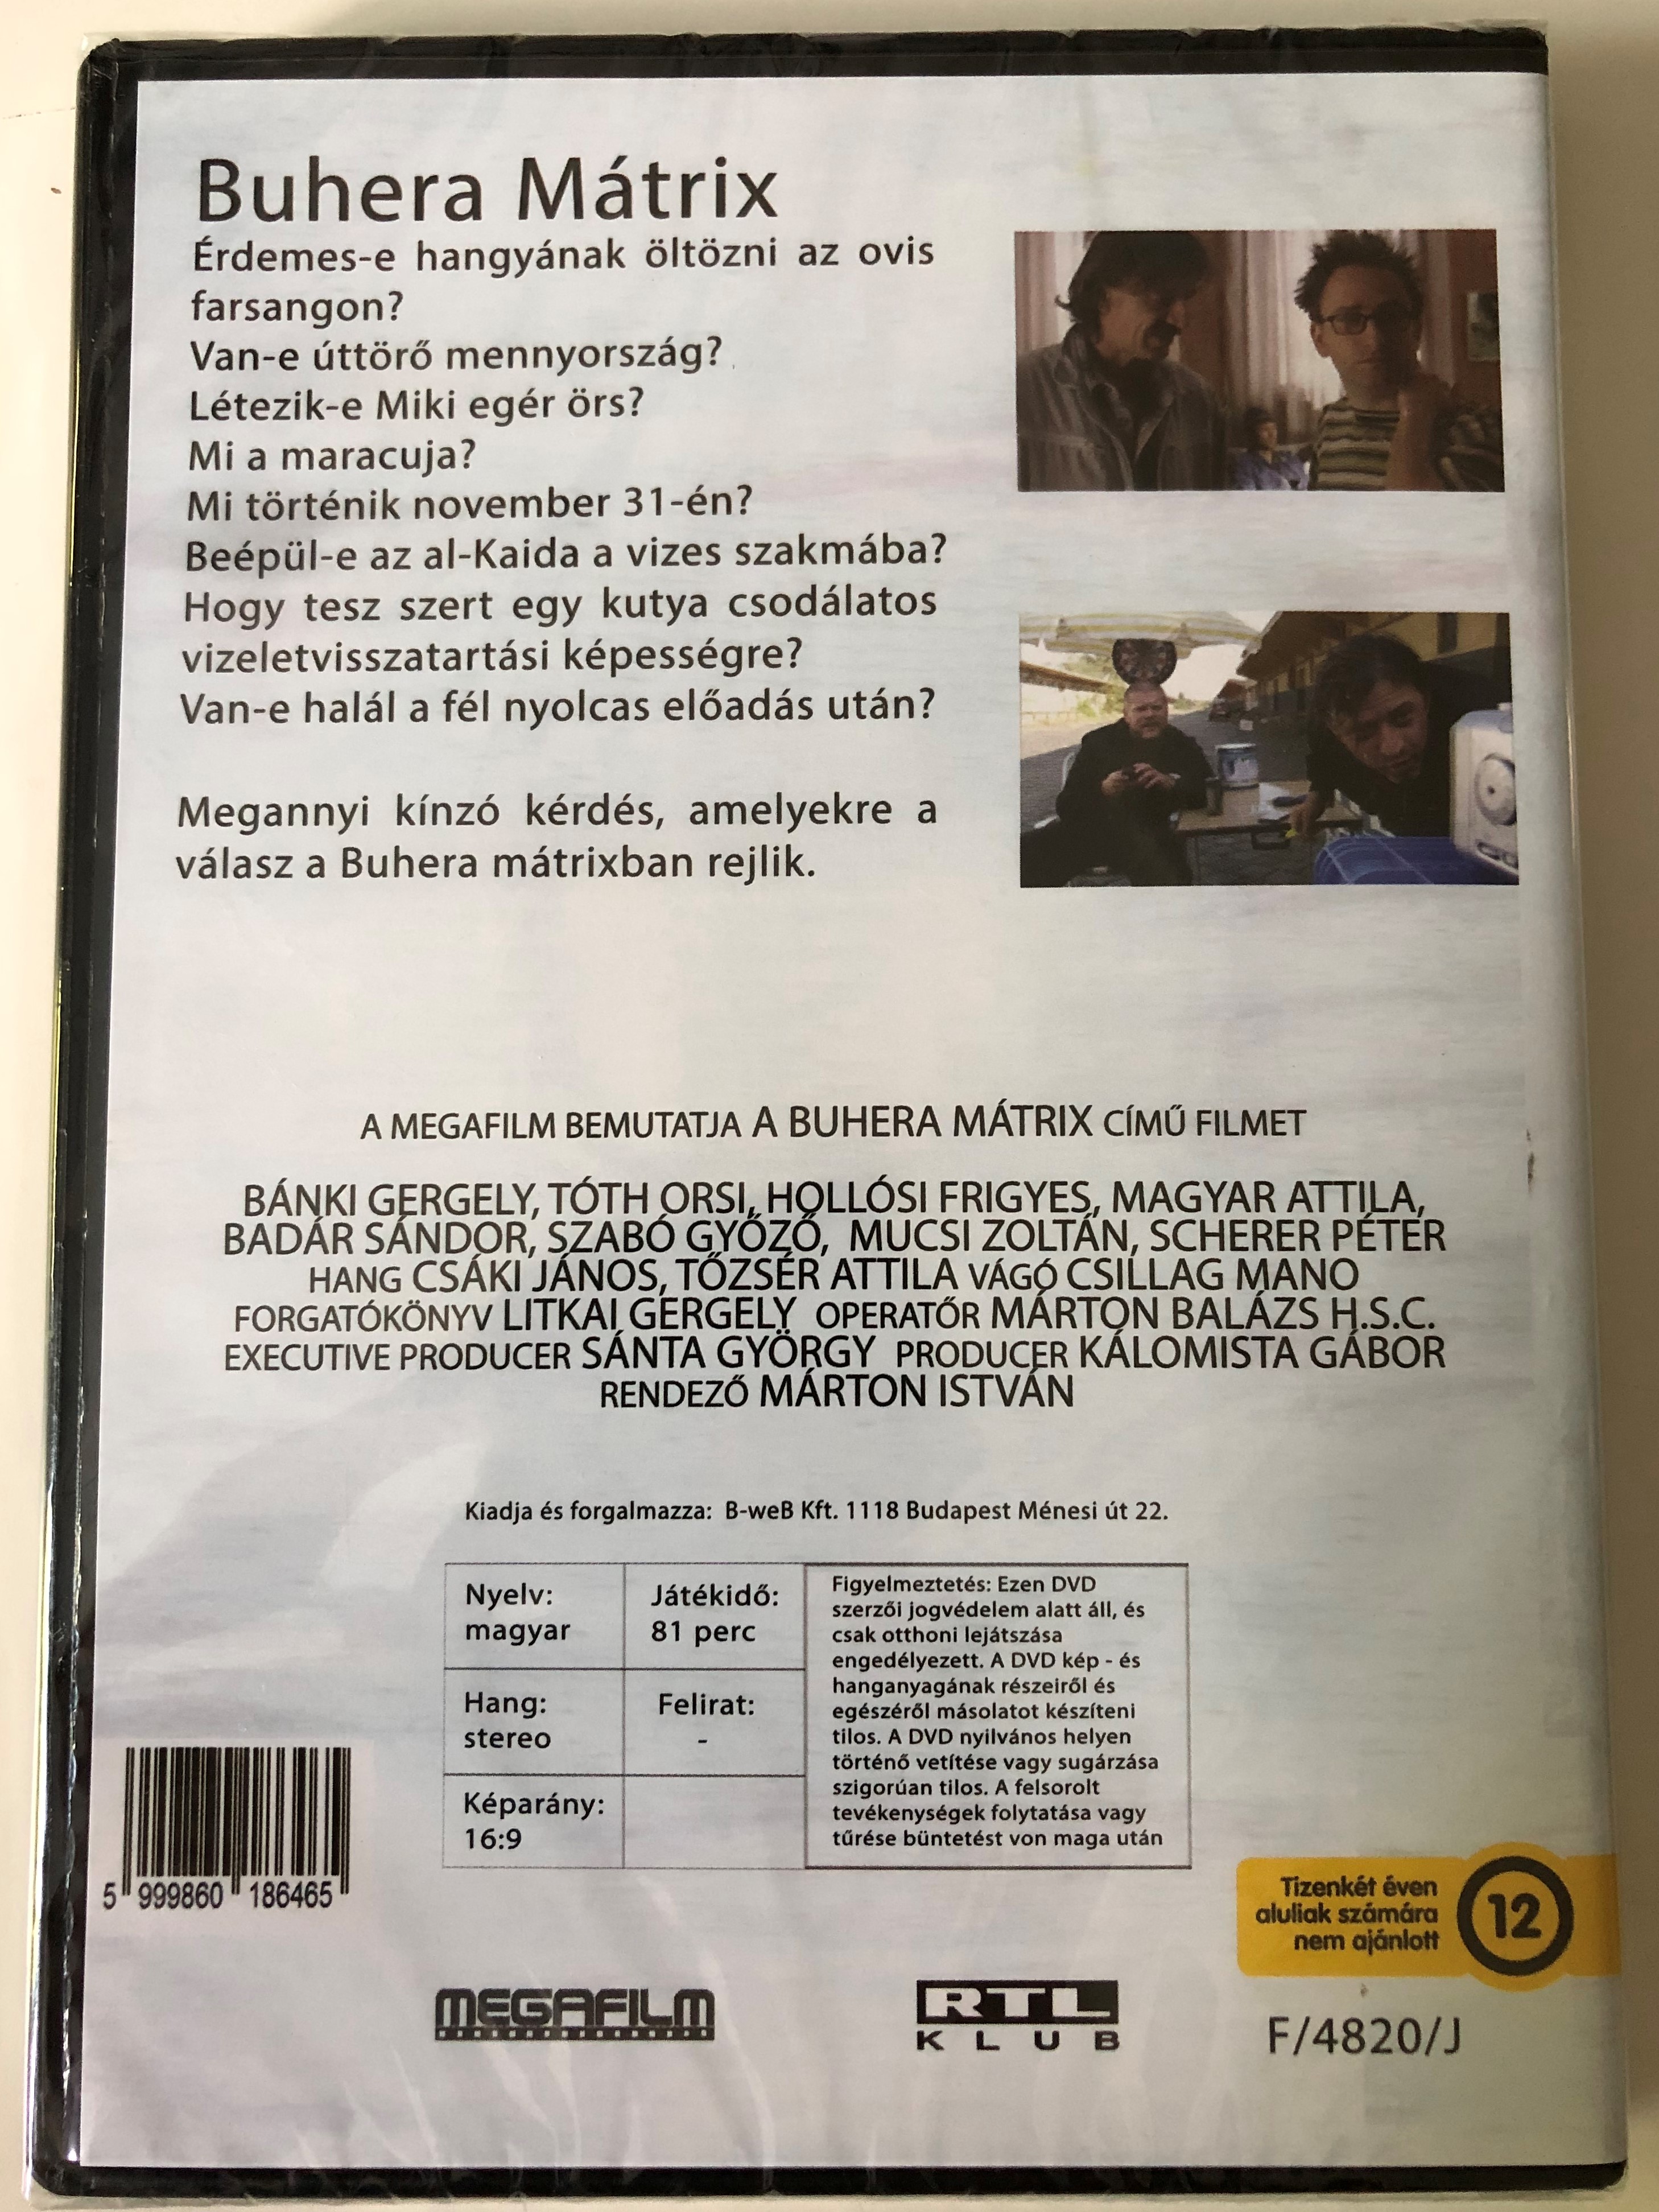 Buhera Mátrix
Érdemes-e hangyának öltözni az ovis
farsangon?
Van-e úttörő mennyország?
Létezik-e Miki egér örs?
Mi a maracuja?
Mi történik november 31-én?
Beépül-e az al-Kaida a vizes szakmába?
Hogy tesz szert egy kutya csodálatos
vizeletvisszatartási képességre?
Van-e halál a fél nyolcas előadás után?
Megannyi kínzó kérdés, amelyekre a
válasz a Buhera mátrixban rejlik.
A MEGAFILM BEMUTATJA A BUHERA MÁTRIX CÍMŰ FILMET
BÁNKI GERGELY, TÓTH ORSI, HOLLÓSI FRIGYES, MAGYAR ATTILA,
BADÁR SÁNDOR, SZABÓ GYŐZŐ, MUCSI ZOLTÁN, SCHERER PÉTER
HANG CSÁKI JÁNOS, TŐZSÉR ATTILA VÁGÓ CSILLAG MANO
FORGATÓKÖNYV LITKAI GERGELY OPERATŐR MÁRTON BALÁZS H.S.C.
EXECUTIVE PRODUCER SÁNTA GYÖRGY PRODUCER KÁLOMISTA GÁBOR
RENDEZŐ MÁRTON ISTVÁN
Kiadja és forgalmazza: B-weB Kft. 1118 Budapest Ménesi út 22.
Nyelv:
magyar
Játékidő:
81 perc
Hang:
stereo
Felirat:
-
Képarány:
16:9
Figyelmeztetés: Ezen DVD
szerzői jogvédelem alatt áll, és
csak otthoni lejátszása
engedélyezett. A DVD kép - és
hanganyagának részeiről és
egészéről másolatot készíteni
tilos. A DVD nyilvános helyen
történő vetítése vagy sugárzása
szigorúan tilos. A felsorolt
tevékenységek folytatása vagy
tűrése büntetést von maga után
5 999860 186465
Tizenkét éven
aluliak számára
nem ajánlott
12
MEGAFILM
RTL
KLUB
F/4820/J